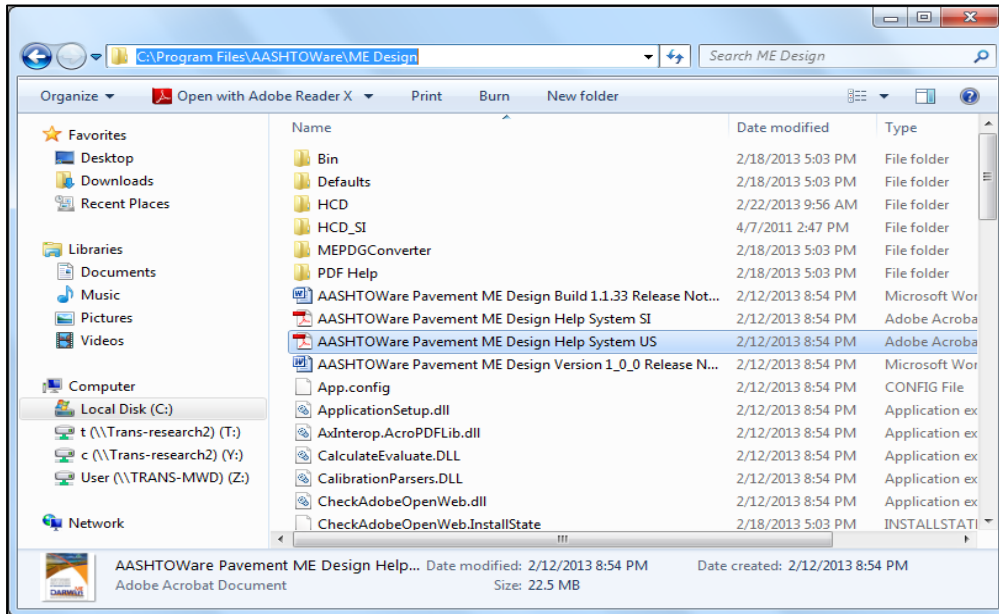 C:\Program Files\AASHTOWare\ME Design
Search ME Design
Organize Open with Adobe Reader X Print Burn New folder
Favorites
Desktop
Downloads
Recent Places
Libraries
Documents
Music
Pictures
Videos
Computer
Local Disk (C:)
t (\\Trans-research2) (T:)
c (\\Trans-research2) (Y:)
User (\\TRANS-MWD) (Z:)
Network
Name Date modified Type
Bin 2/18/2013 5:03 PM File folder
Defaults 2/18/2013 5:03 PM File folder
HCD 2/22/2013 9:56 AM File folder
HCD_SI 4/7/2011 2:47 PM File folder
MEPDGConverter 2/18/2013 5:03 PM File folder
PDF Help 2/18/2013 5:03 PM File folder
AASHTOWare Pavement ME Design Build 1.1.33 Release Not... 2/12/2013 8:54 PM Microsoft Wor
AASHTOWare Pavement ME Design Help System SI 2/12/2013 8:54 PM Adobe Acroba
AASHTOWare Pavement ME Design Help System US 2/12/2013 8:54 PM Adobe Acroba
AASHTOWare Pavement ME Design Version 1_0_0 Release N... 2/12/2013 8:54 PM Microsoft Wor
App.config 2/12/2013 8:54 PM CONFIG File
ApplicationSetup.dll 2/12/2013 8:54 PM Application ex
AxInterop.AcroPDFLib.dll 2/12/2013 8:54 PM Application ex
CalculateEvaluate.DLL 2/12/2013 8:54 PM Application ex
CalibrationParsers.DLL 2/12/2013 8:54 PM Application ex
CheckAdobeOpenWeb.dll 2/12/2013 8:54 PM Application ex
CheckAdobeOpenWeb.InstallState 2/18/2013 5:03 PM INSTALLSTATI
AASHTOWare Pavement ME Design Help... Date modified: 2/12/2013 8:54 PM Date created: 2/12/2013 8:54 PM
Adobe Acrobat Document Size: 22.5 MB